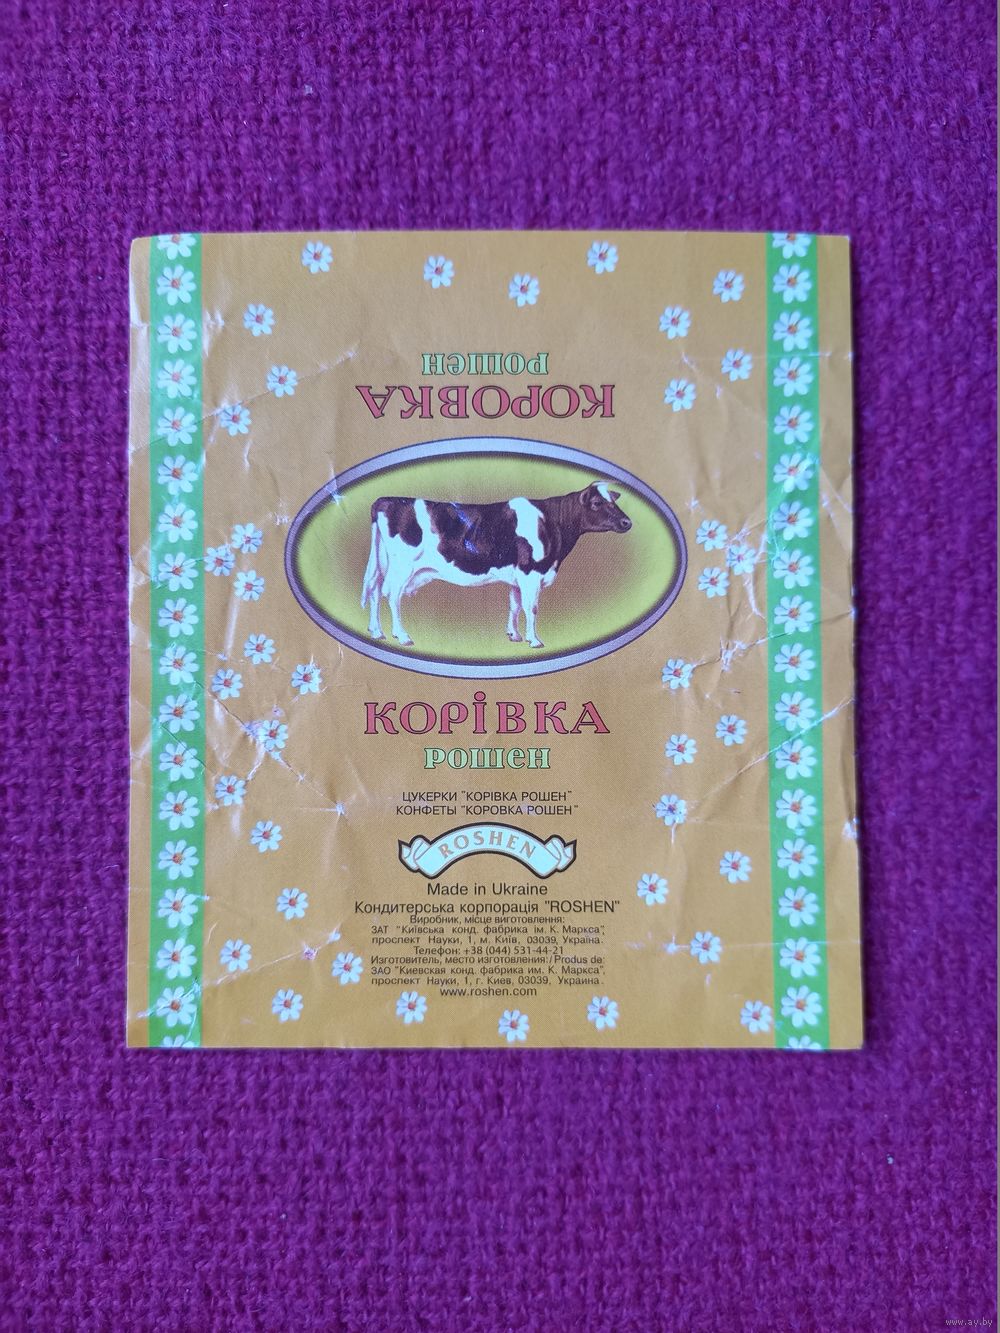 РОШЕН
КОРОВКА
КОРІВКА
РОШЕН
ЦУКЕРКИ "КОРІВКА РОШЕН"
КОНФЕТЫ "КОРОВКА РОШЕН"
ROSHEN
Made in Ukraine
Кондитерська корпорація "ROSHEN"
Виробник, місце виготовлення:
ЗАТ "Київська конд. фабрика ім. К. Маркса",
проспект Науки, 1, м. Київ, 03039, Україна.
Телефон: +38 (044) 531-44-21
Изготовитель, место изготовления:/Produs de:
ЗАО "Киевская конд. фабрика им. К. Маркса",
проспект Науки, 1, г. Киев, 03039, Украина.
www.roshen.com
www.ay.by